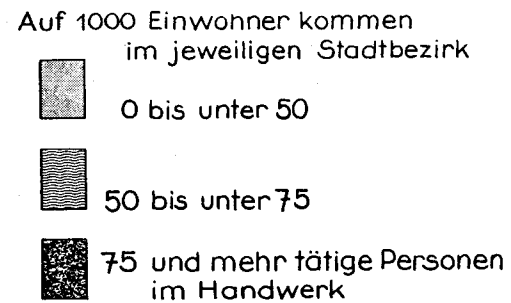 Auf 1000 Einwohner kommen
im jeweiligen Stadtbezirk
0 bis unter 50
50 bis unter 75
75 und mehr tätige Personen
im Handwerk